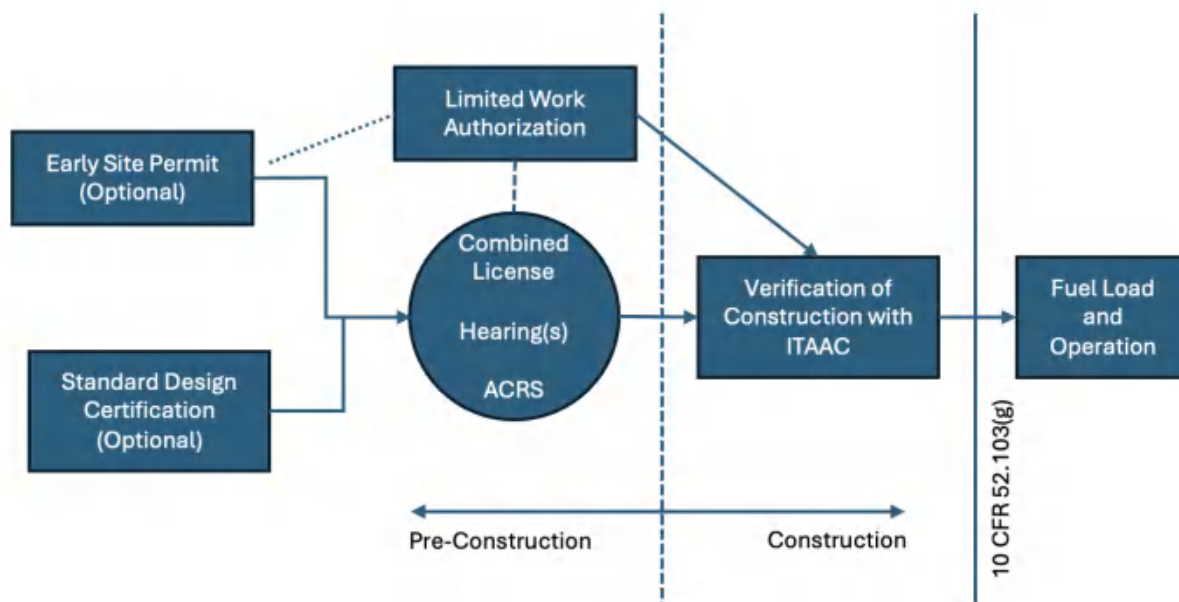 Limited Work
Authorization
Early Site Permit
(Optional)
Combined
License
Hearing(s)
ACRS
Verification of
Construction with
ITAAC
Fuel Load
and
Operation
Standard Design
Certification
(Optional)
Pre-Construction
Construction
10 CFR 52.103(g)